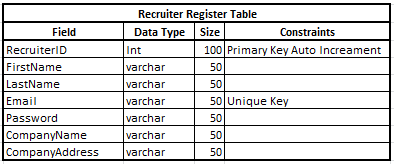 Recruiter Register Table
Field Data Type Size Constraints
RecruiterID Int 100 Primary Key Auto Increament
FirstName varchar 50
LastName varchar 50
Email varchar 50 Unique Key
Password varchar 50
CompanyName varchar 50
CompanyAddress varchar 50